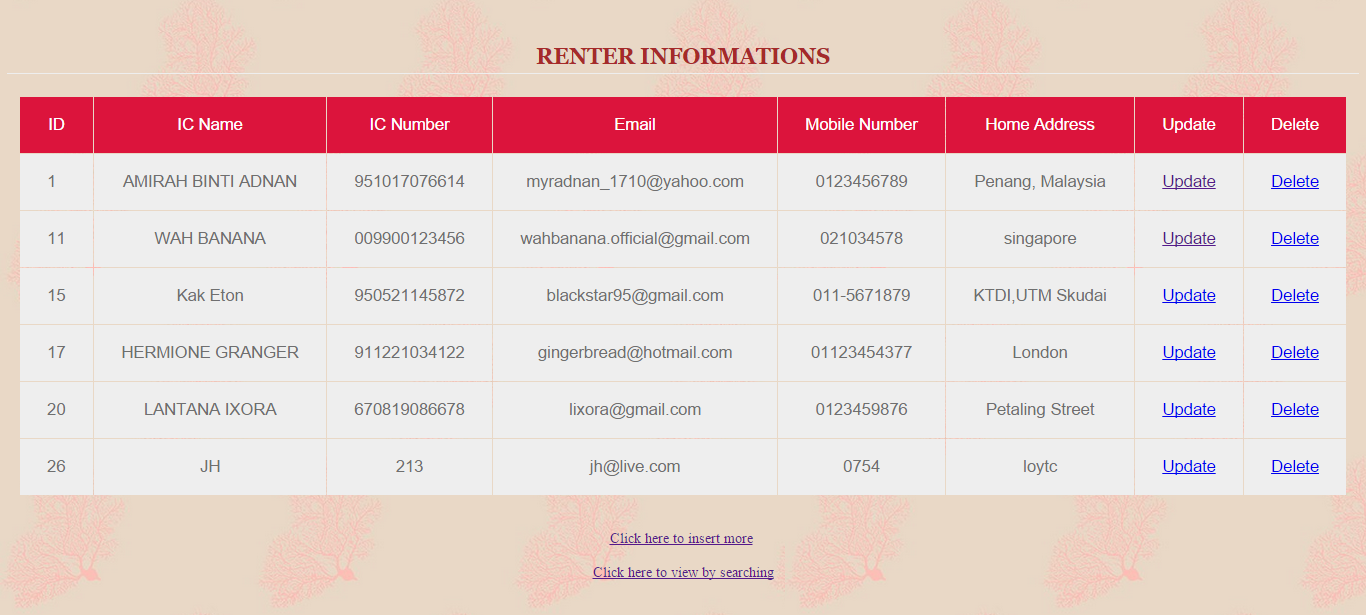 RENTER INFORMATIONS
ID IC Name IC Number Email Mobile Number Home Address Update Delete
1 AMIRAH BINTI ADNAN 951017076614 myradnan_1710@yahoo.com 0123456789 Penang, Malaysia Update Delete
11 WAH BANANA 009900123456 wahbanana.official@gmail.com 021034578 singapore Update Delete
15 Kak Eton 950521145872 blackstar95@gmail.com 011-5671879 KTDI,UTM Skudai Update Delete
17 HERMIONE GRANGER 911221034122 gingerbread@hotmail.com 01123454377 London Update Delete
20 LANTANA IXORA 670819086678 lixora@gmail.com 0123459876 Petaling Street Update Delete
26 JH 213 jh@live.com 0754 loytc Update Delete
Click here to insert more
Click here to view by searching